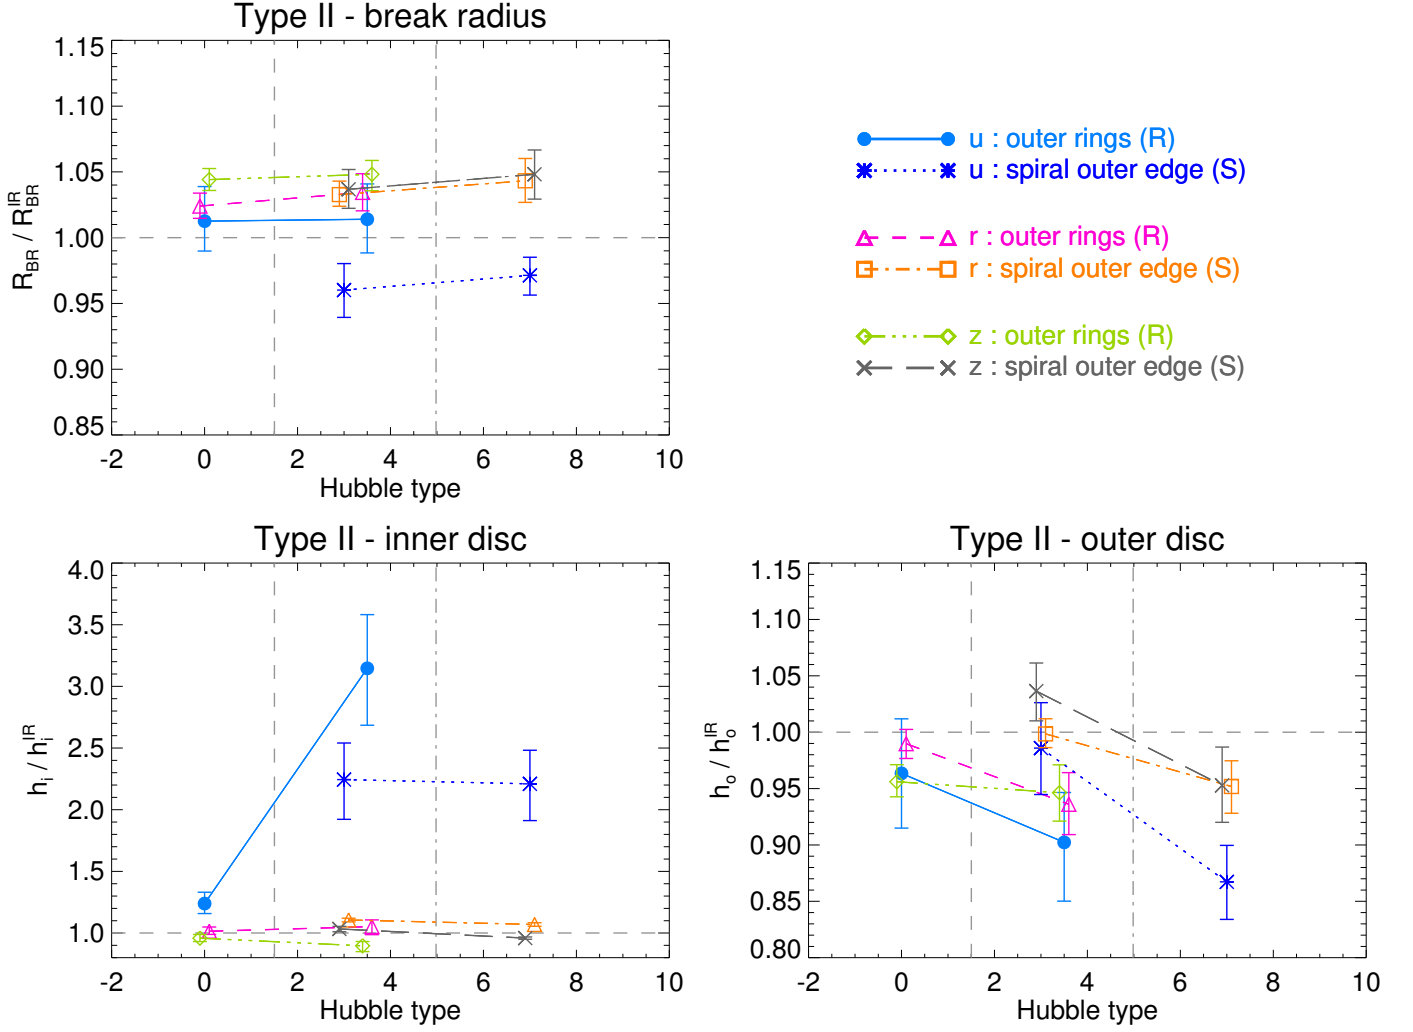 Type II - break radius
1.15
1.10
1.05
1.00
0.95
0.90
0.85
R_BR / R_BR^IR
-2 0 2 4 6 8 10
Hubble type
u : outer rings (R)
u : spiral outer edge (S)
r : outer rings (R)
r : spiral outer edge (S)
z : outer rings (R)
z : spiral outer edge (S)
Type II - inner disc
4.0
3.5
3.0
2.5
2.0
1.5
1.0
h_i / h_i^IR
-2 0 2 4 6 8 10
Hubble type
Type II - outer disc
1.15
1.10
1.05
1.00
0.95
0.90
0.85
0.80
h_o / h_o^IR
-2 0 2 4 6 8 10
Hubble type